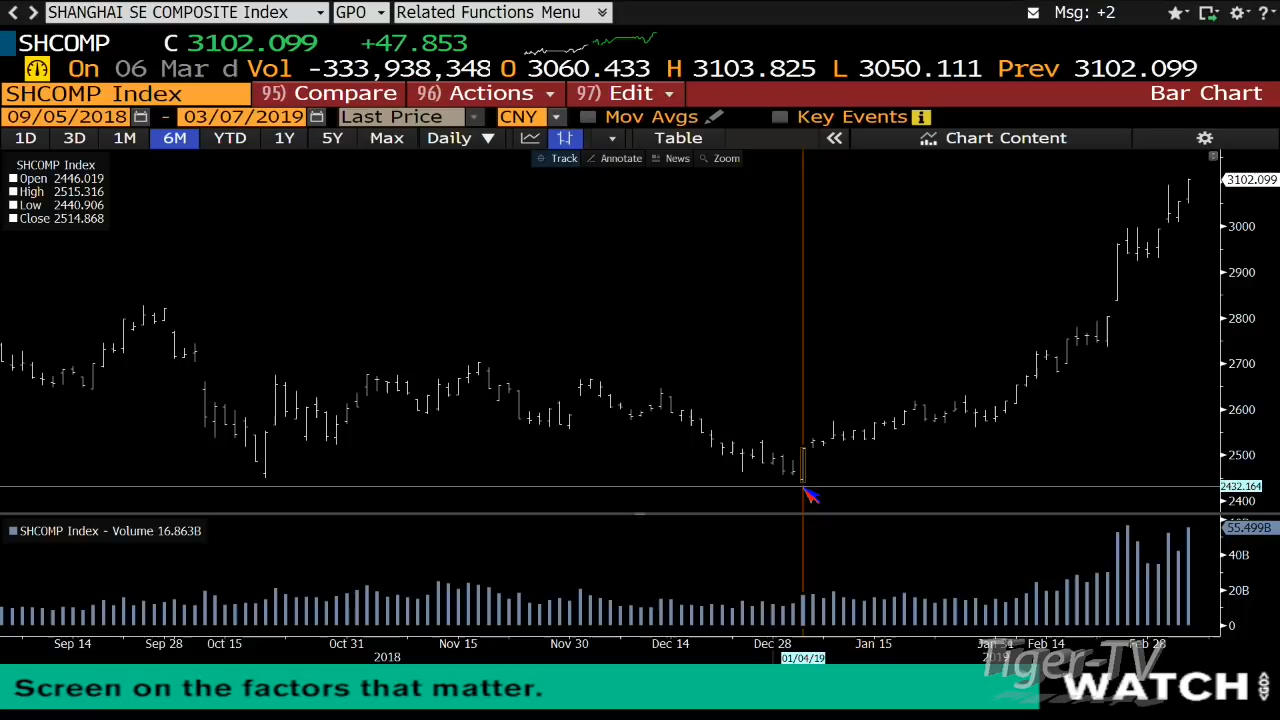 SHANGHAI SE COMPOSITE Index GPO Related Functions Menu Msg: +2
SHCOMP C 3102.099 +47.853
On 06 Mar d Vol -333,938,348 O 3060.433 H 3103.825 L 3050.111 Prev 3102.099
SHCOMP Index 95) Compare 96) Actions 97) Edit Bar Chart
09/05/2018 - 03/07/2019 Last Price CNY Mov Avgs Key Events
1D 3D 1M 6M YTD 1Y 5Y Max Daily Table Chart Content
Track Annotate News Zoom
SHCOMP Index
Open 2446.019
High 2515.316
Low 2440.906
Close 2514.868
3102.099
3000
2900
2800
2700
2600
2500
2432.164
2400
SHCOMP Index - Volume 16.863B
55.499B
40B
20B
0
Sep 14 Sep 28 Oct 15 Oct 31 Nov 15 Nov 30 Dec 14 Dec 28 Jan 15 Jan 31 Feb 14 Feb 28
2018 01/04/19 2019
Tiger-TV
Screen on the factors that matter.
WATCH